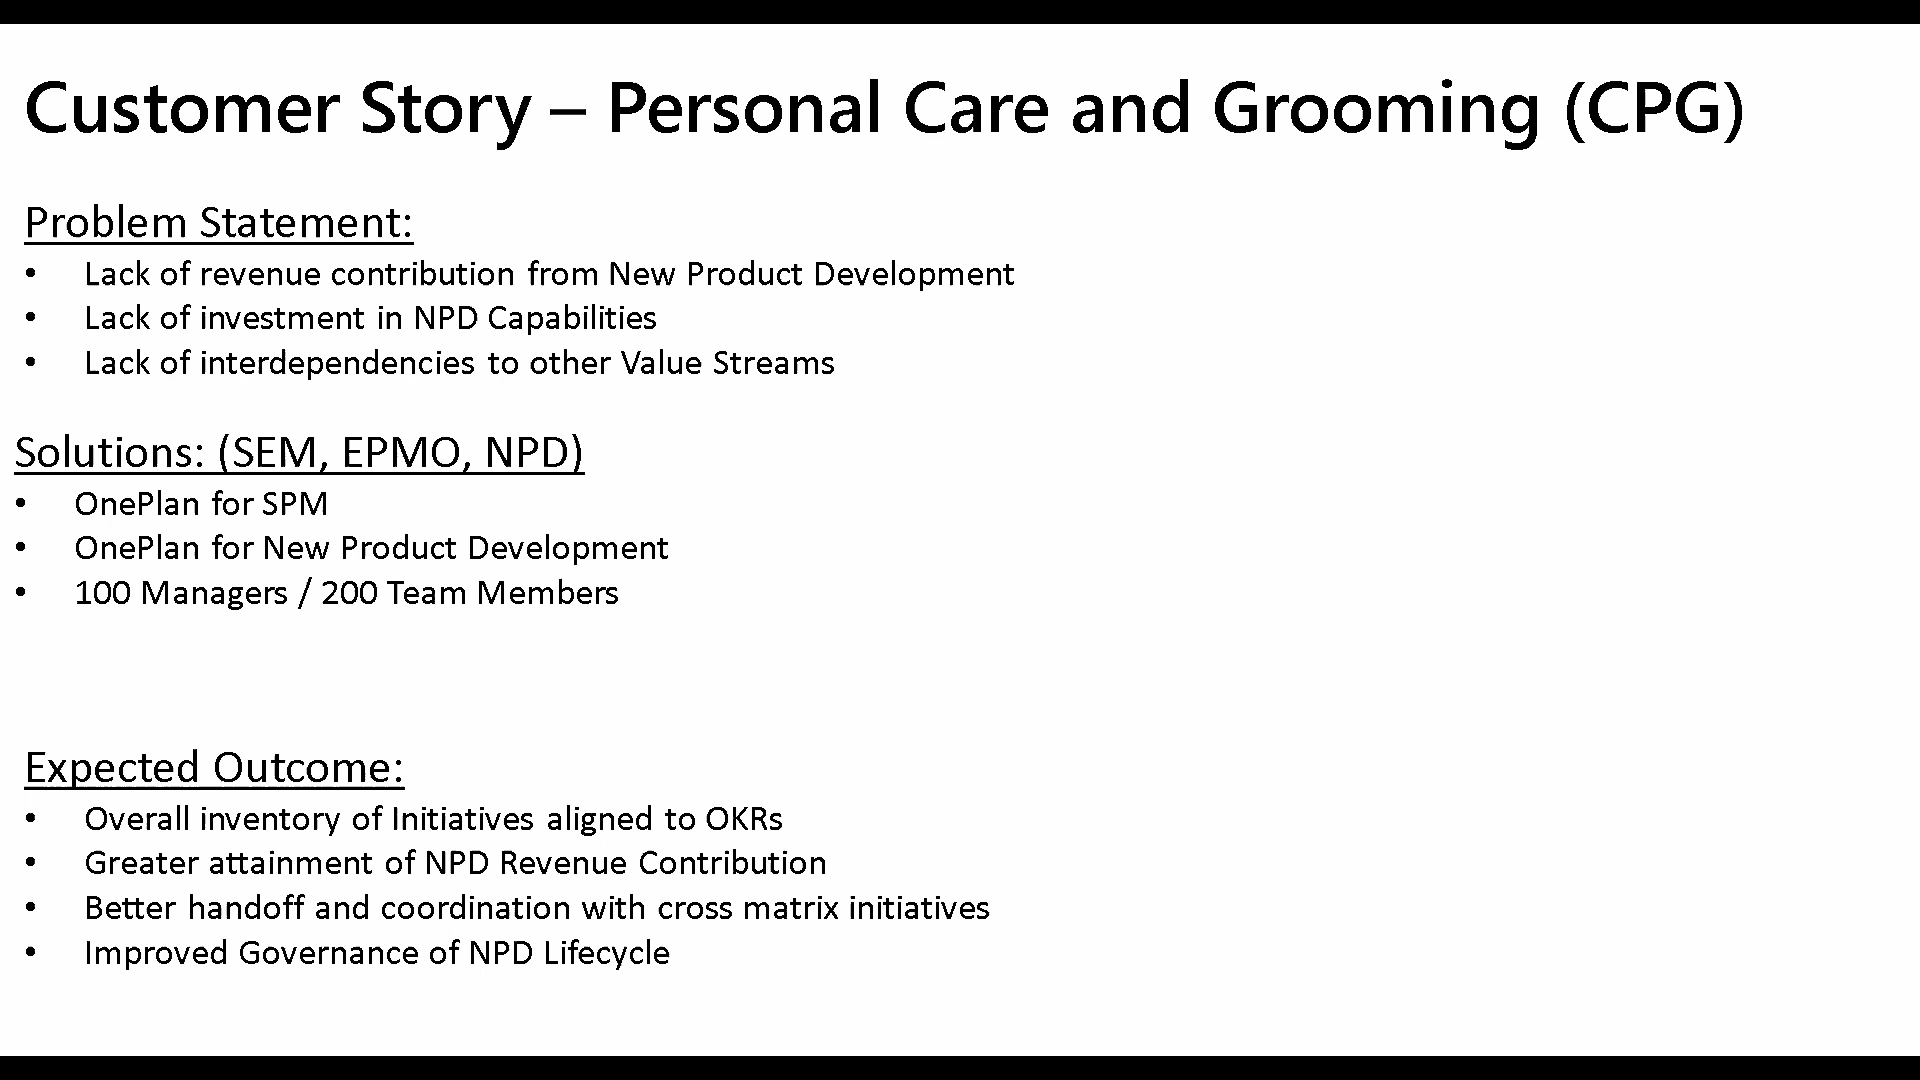 Customer Story – Personal Care and Grooming (CPG)
Problem Statement:
• Lack of revenue contribution from New Product Development
• Lack of investment in NPD Capabilities
• Lack of interdependencies to other Value Streams
Solutions: (SEM, EPMO, NPD)
• OnePlan for SPM
• OnePlan for New Product Development
• 100 Managers / 200 Team Members
Expected Outcome:
• Overall inventory of Initiatives aligned to OKRs
• Greater attainment of NPD Revenue Contribution
• Better handoff and coordination with cross matrix initiatives
• Improved Governance of NPD Lifecycle